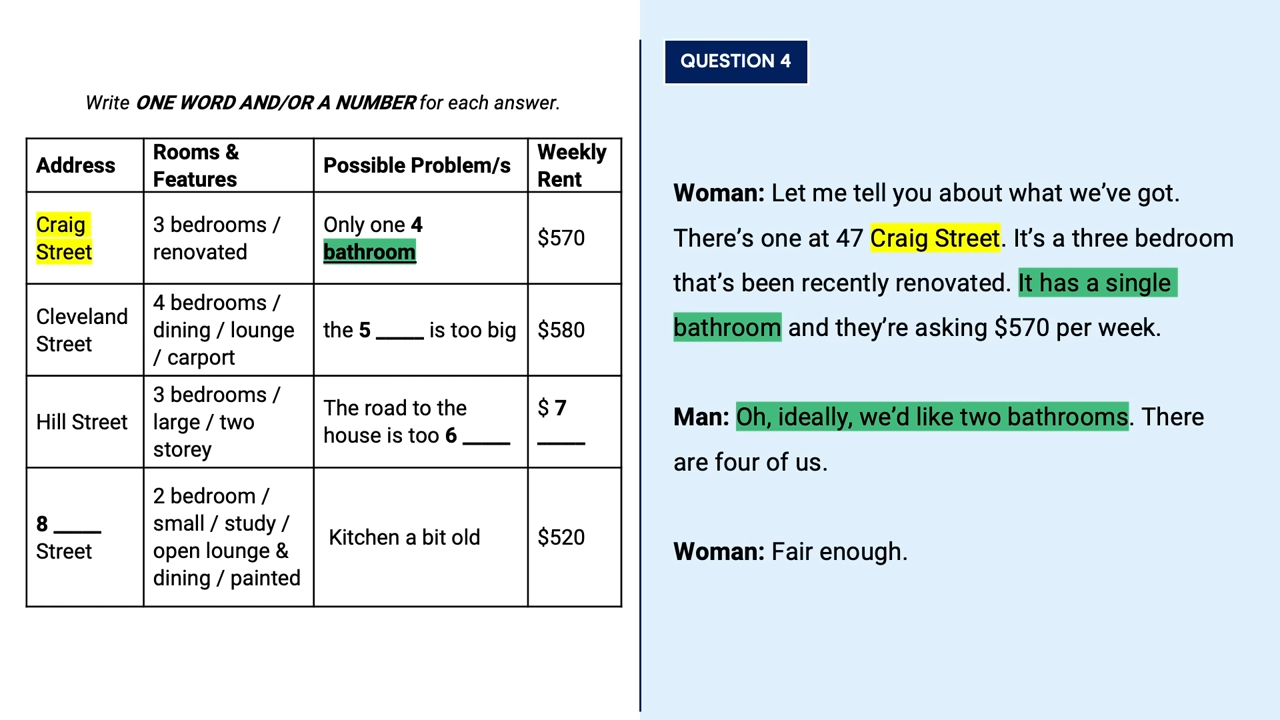 Write ONE WORD AND/OR A NUMBER for each answer.
Address
Rooms &
Features
Possible Problem/s
Weekly
Rent
Craig
Street
3 bedrooms /
renovated
Only one 4
bathroom
$570
Cleveland
Street
4 bedrooms /
dining / lounge
/ carport
the 5 ____ is too big
$580
Hill Street
3 bedrooms /
large / two
storey
The road to the
house is too 6 ____
$ 7
____
8 ____
Street
2 bedroom /
small / study /
open lounge &
dining / painted
Kitchen a bit old
$520
QUESTION 4
Woman: Let me tell you about what we’ve got.
There’s one at 47 Craig Street. It’s a three bedroom
that’s been recently renovated. It has a single
bathroom and they’re asking $570 per week.
Man: Oh, ideally, we’d like two bathrooms. There
are four of us.
Woman: Fair enough.